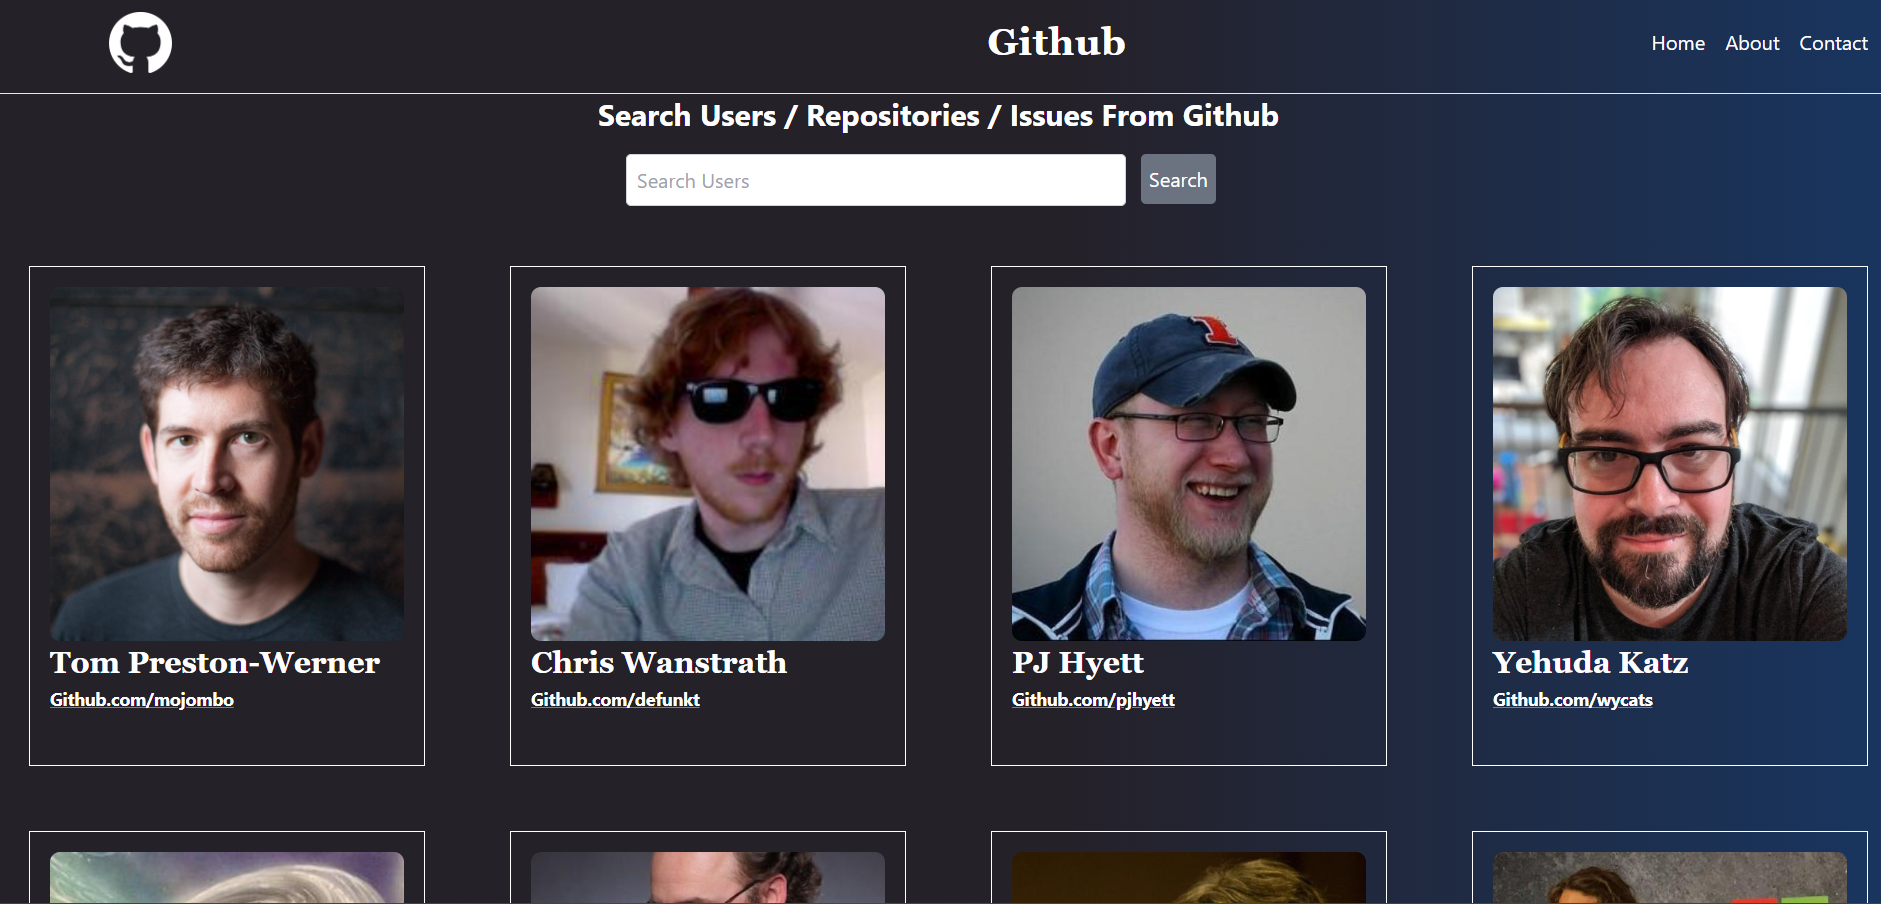 Github
Home About Contact
Search Users / Repositories / Issues From Github
Search Users
Search
Tom Preston-Werner
Github.com/mojombo
Chris Wanstrath
Github.com/defunkt
PJ Hyett
Github.com/pjhyett
Yehuda Katz
Github.com/wycats